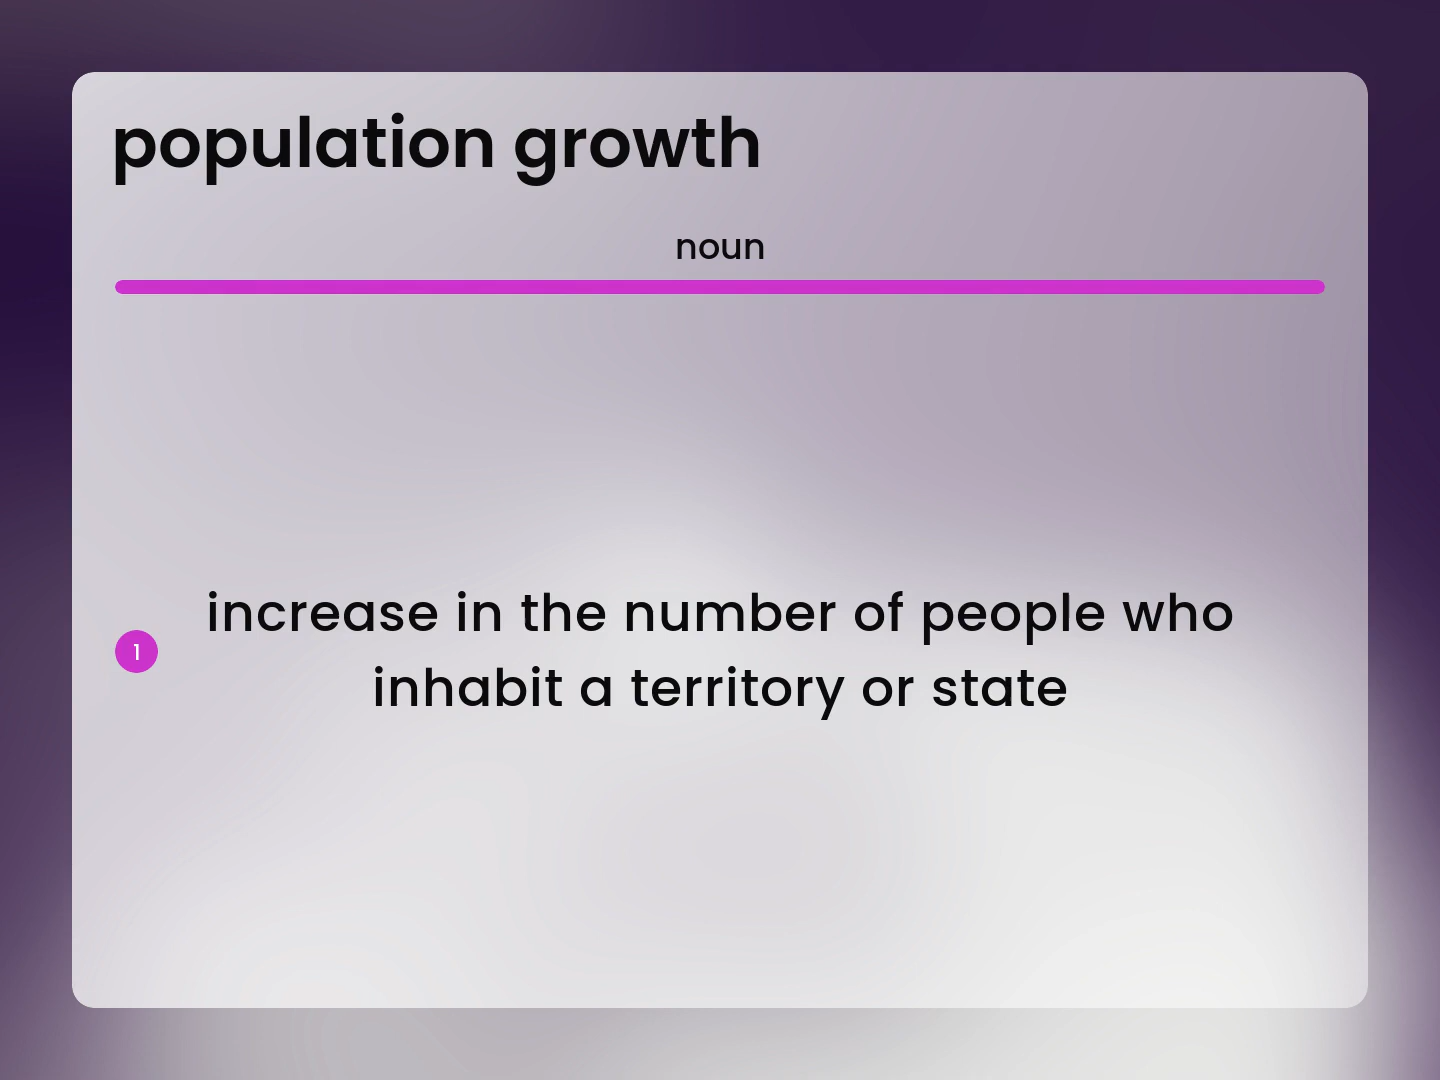 population growth
noun
1
increase in the number of people who
inhabit a territory or state